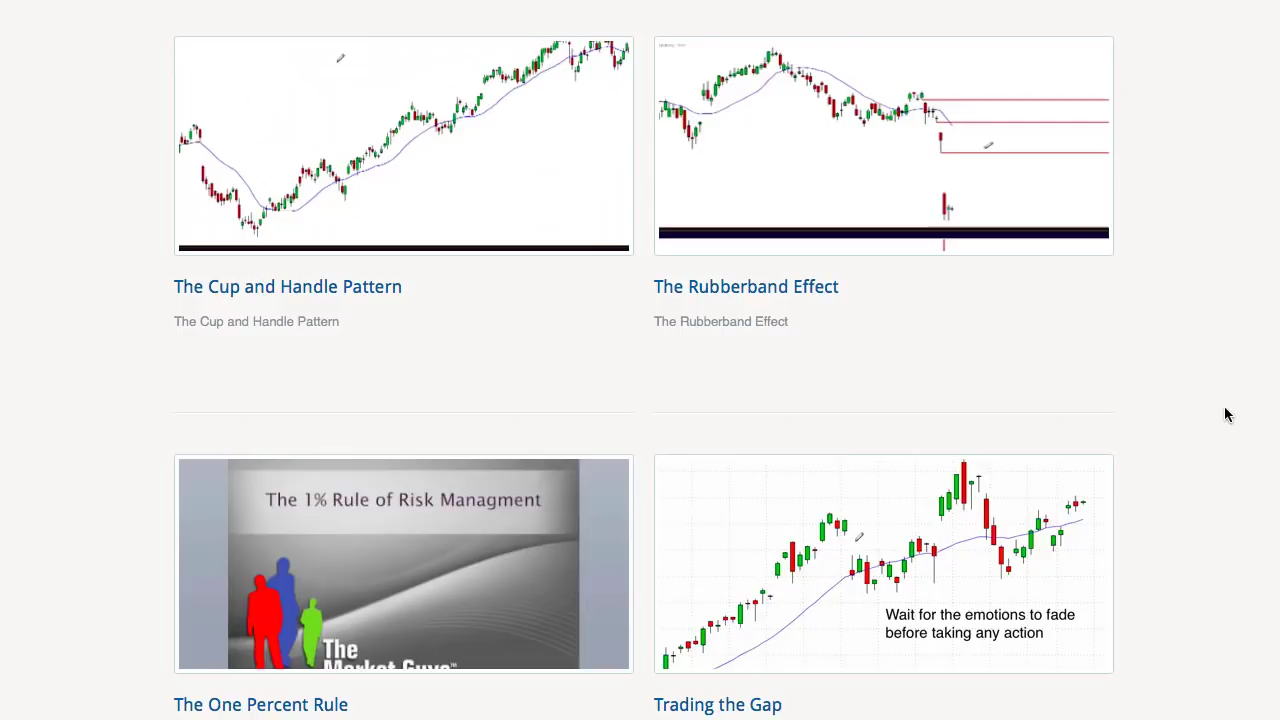 The Cup and Handle Pattern
The Cup and Handle Pattern
The Rubberband Effect
The Rubberband Effect
The 1% Rule of Risk Managment
The
Market Guys™
The One Percent Rule
Wait for the emotions to fade
before taking any action
Trading the Gap